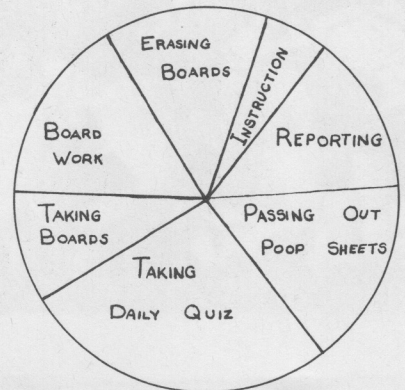 ERASING
BOARDS
INSTRUCTION
REPORTING
BOARD
WORK
TAKING
BOARDS
PASSING OUT
POOP SHEETS
TAKING
DAILY QUIZ